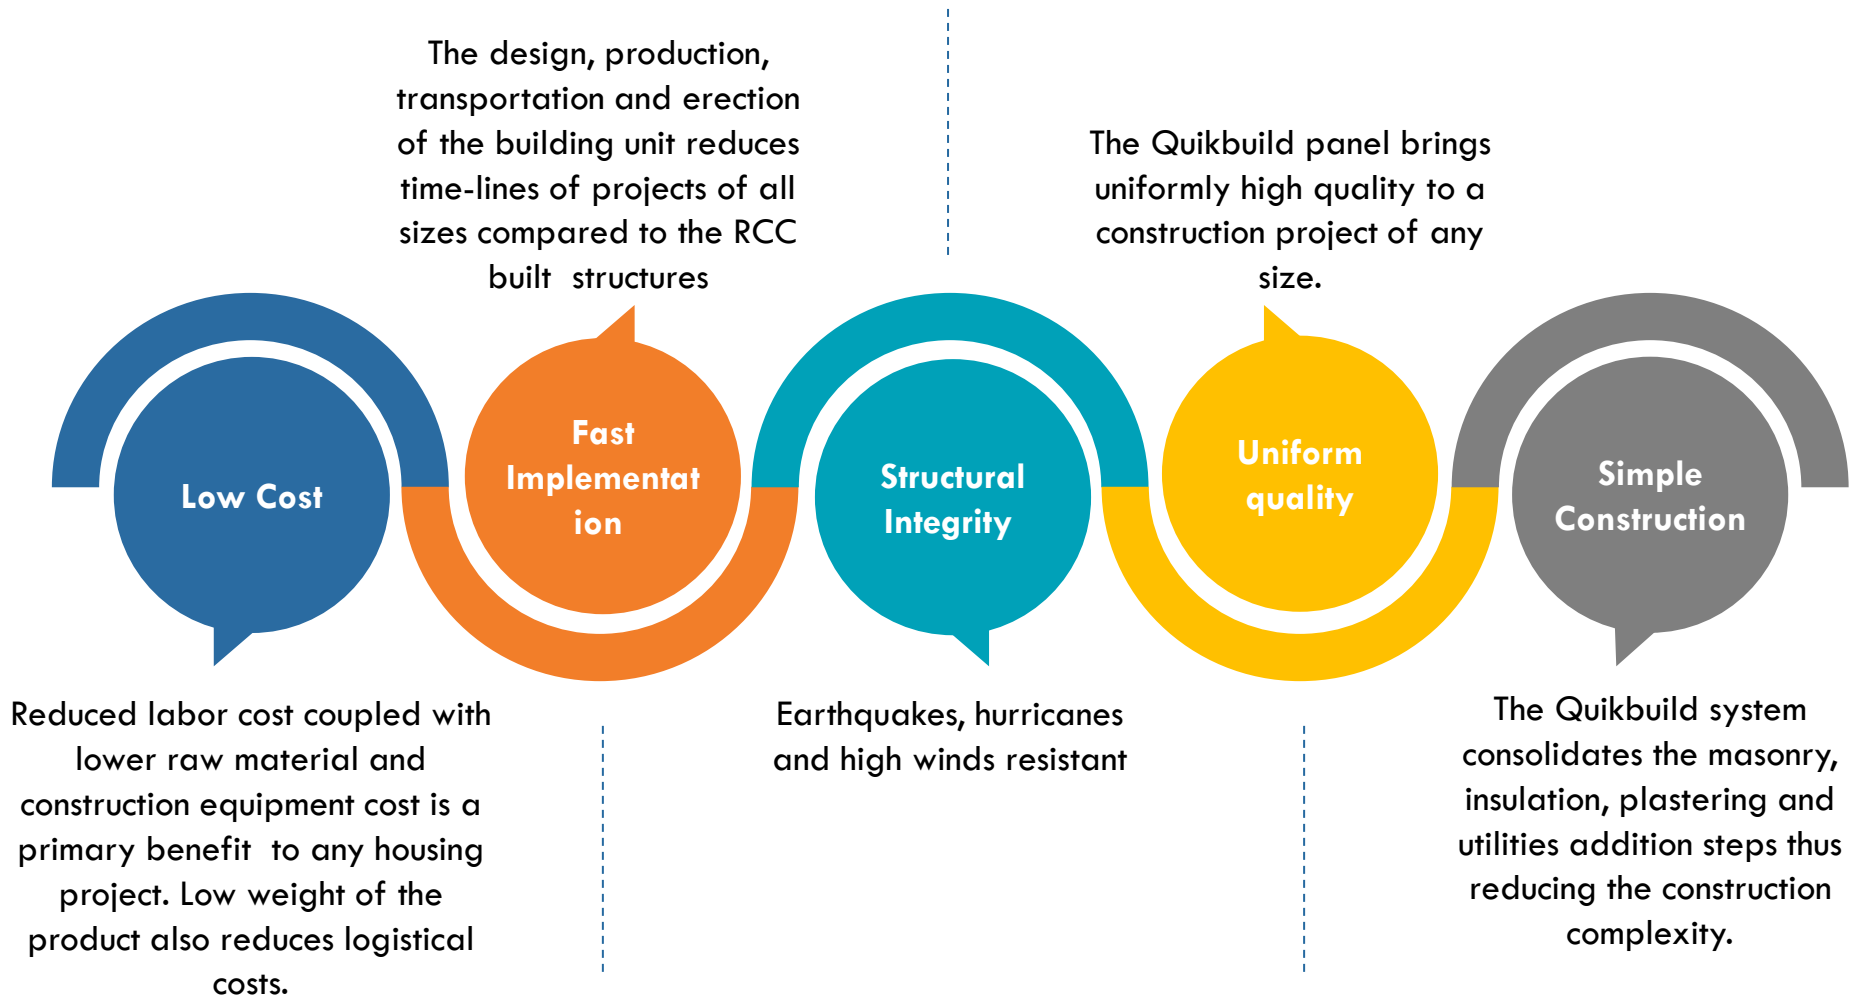 Low Cost
Reduced labor cost coupled with
lower raw material and
construction equipment cost is a
primary benefit  to any housing
project. Low weight of the
product also reduces logistical
costs.
The design, production,
transportation and erection
of the building unit reduces
time-lines of projects of all
sizes compared to the RCC
built  structures
Fast
Implementat
ion
Structural
Integrity
Earthquakes, hurricanes
and high winds resistant
The Quikbuild panel brings
uniformly high quality to a
construction project of any
size.
Uniform
quality
Simple
Construction
The Quikbuild system
consolidates the masonry,
insulation, plastering and
utilities addition steps thus
reducing the construction
complexity.